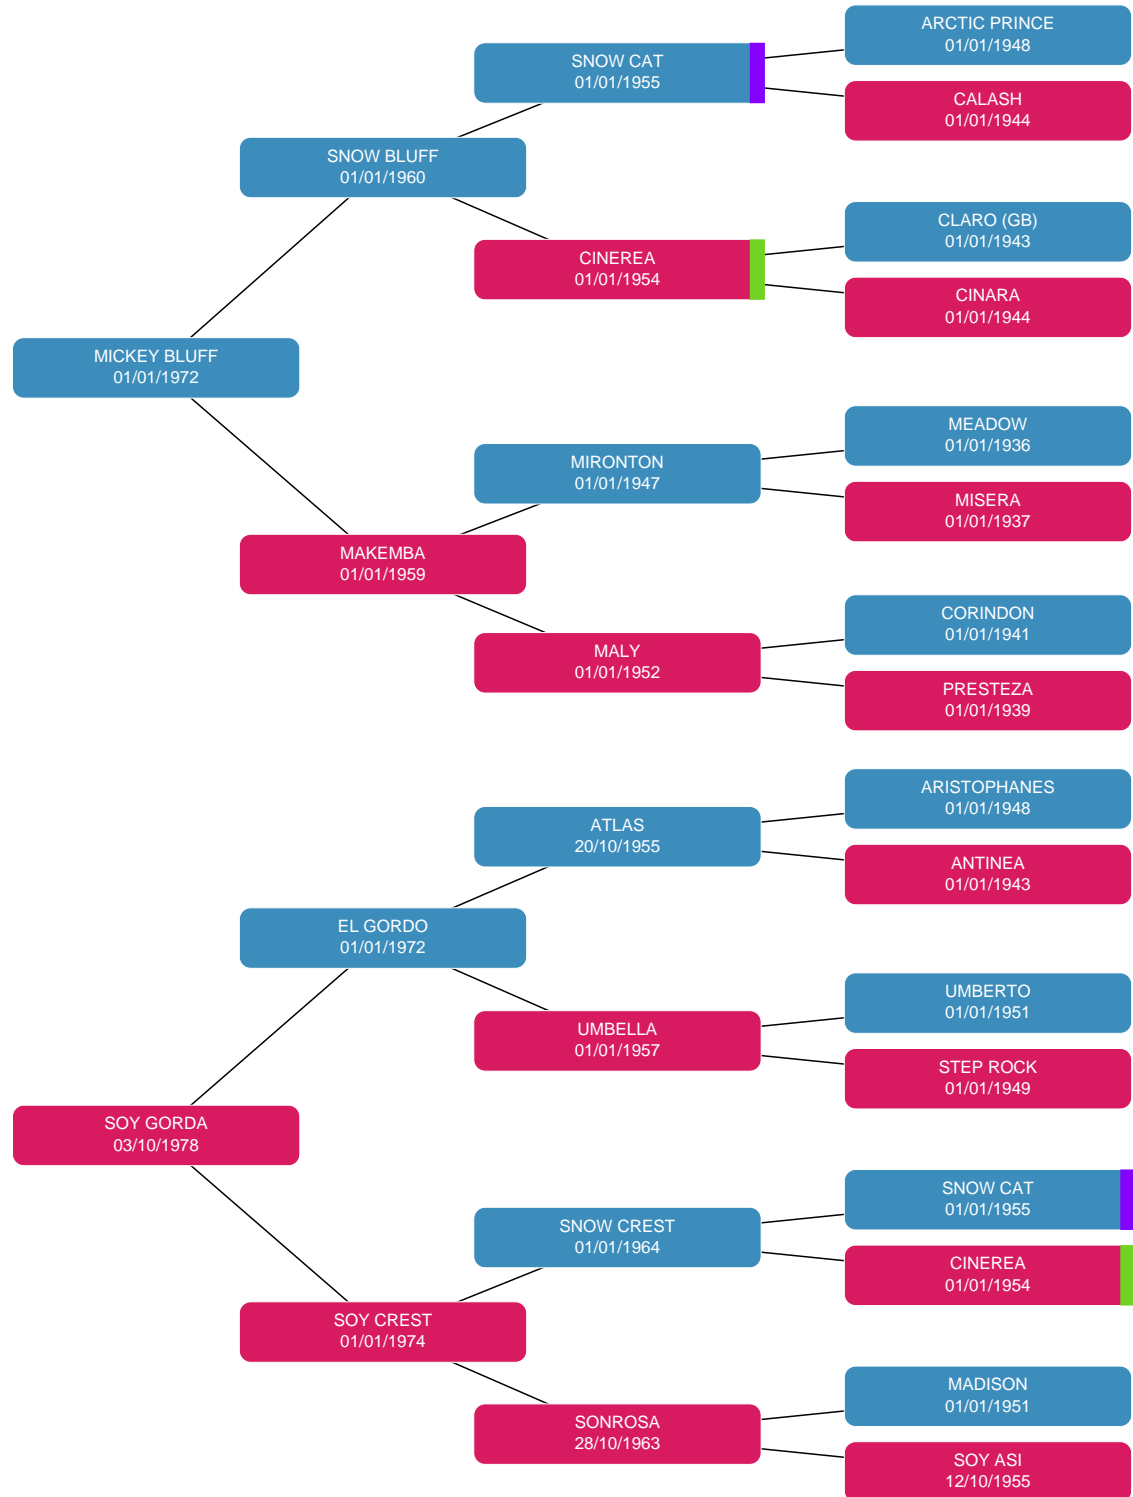 ARCTIC PRINCE
01/01/1948
SNOW CAT
01/01/1955
CALASH
01/01/1944
SNOW BLUFF
01/01/1960
CLARO (GB)
01/01/1943
CINEREA
01/01/1954
CINARA
01/01/1944
MICKEY BLUFF
01/01/1972
MEADOW
01/01/1936
MIRONTON
01/01/1947
MISERA
01/01/1937
MAKEMBA
01/01/1959
CORINDON
01/01/1941
MALY
01/01/1952
PRESTEZA
01/01/1939
ARISTOPHANES
01/01/1948
ATLAS
20/10/1955
ANTINEA
01/01/1943
EL GORDO
01/01/1972
UMBERTO
01/01/1951
UMBELLA
01/01/1957
STEP ROCK
01/01/1949
SOY GORDA
03/10/1978
SNOW CAT
01/01/1955
SNOW CREST
01/01/1964
CINEREA
01/01/1954
SOY CREST
01/01/1974
MADISON
01/01/1951
SONROSA
28/10/1963
SOY ASI
12/10/1955